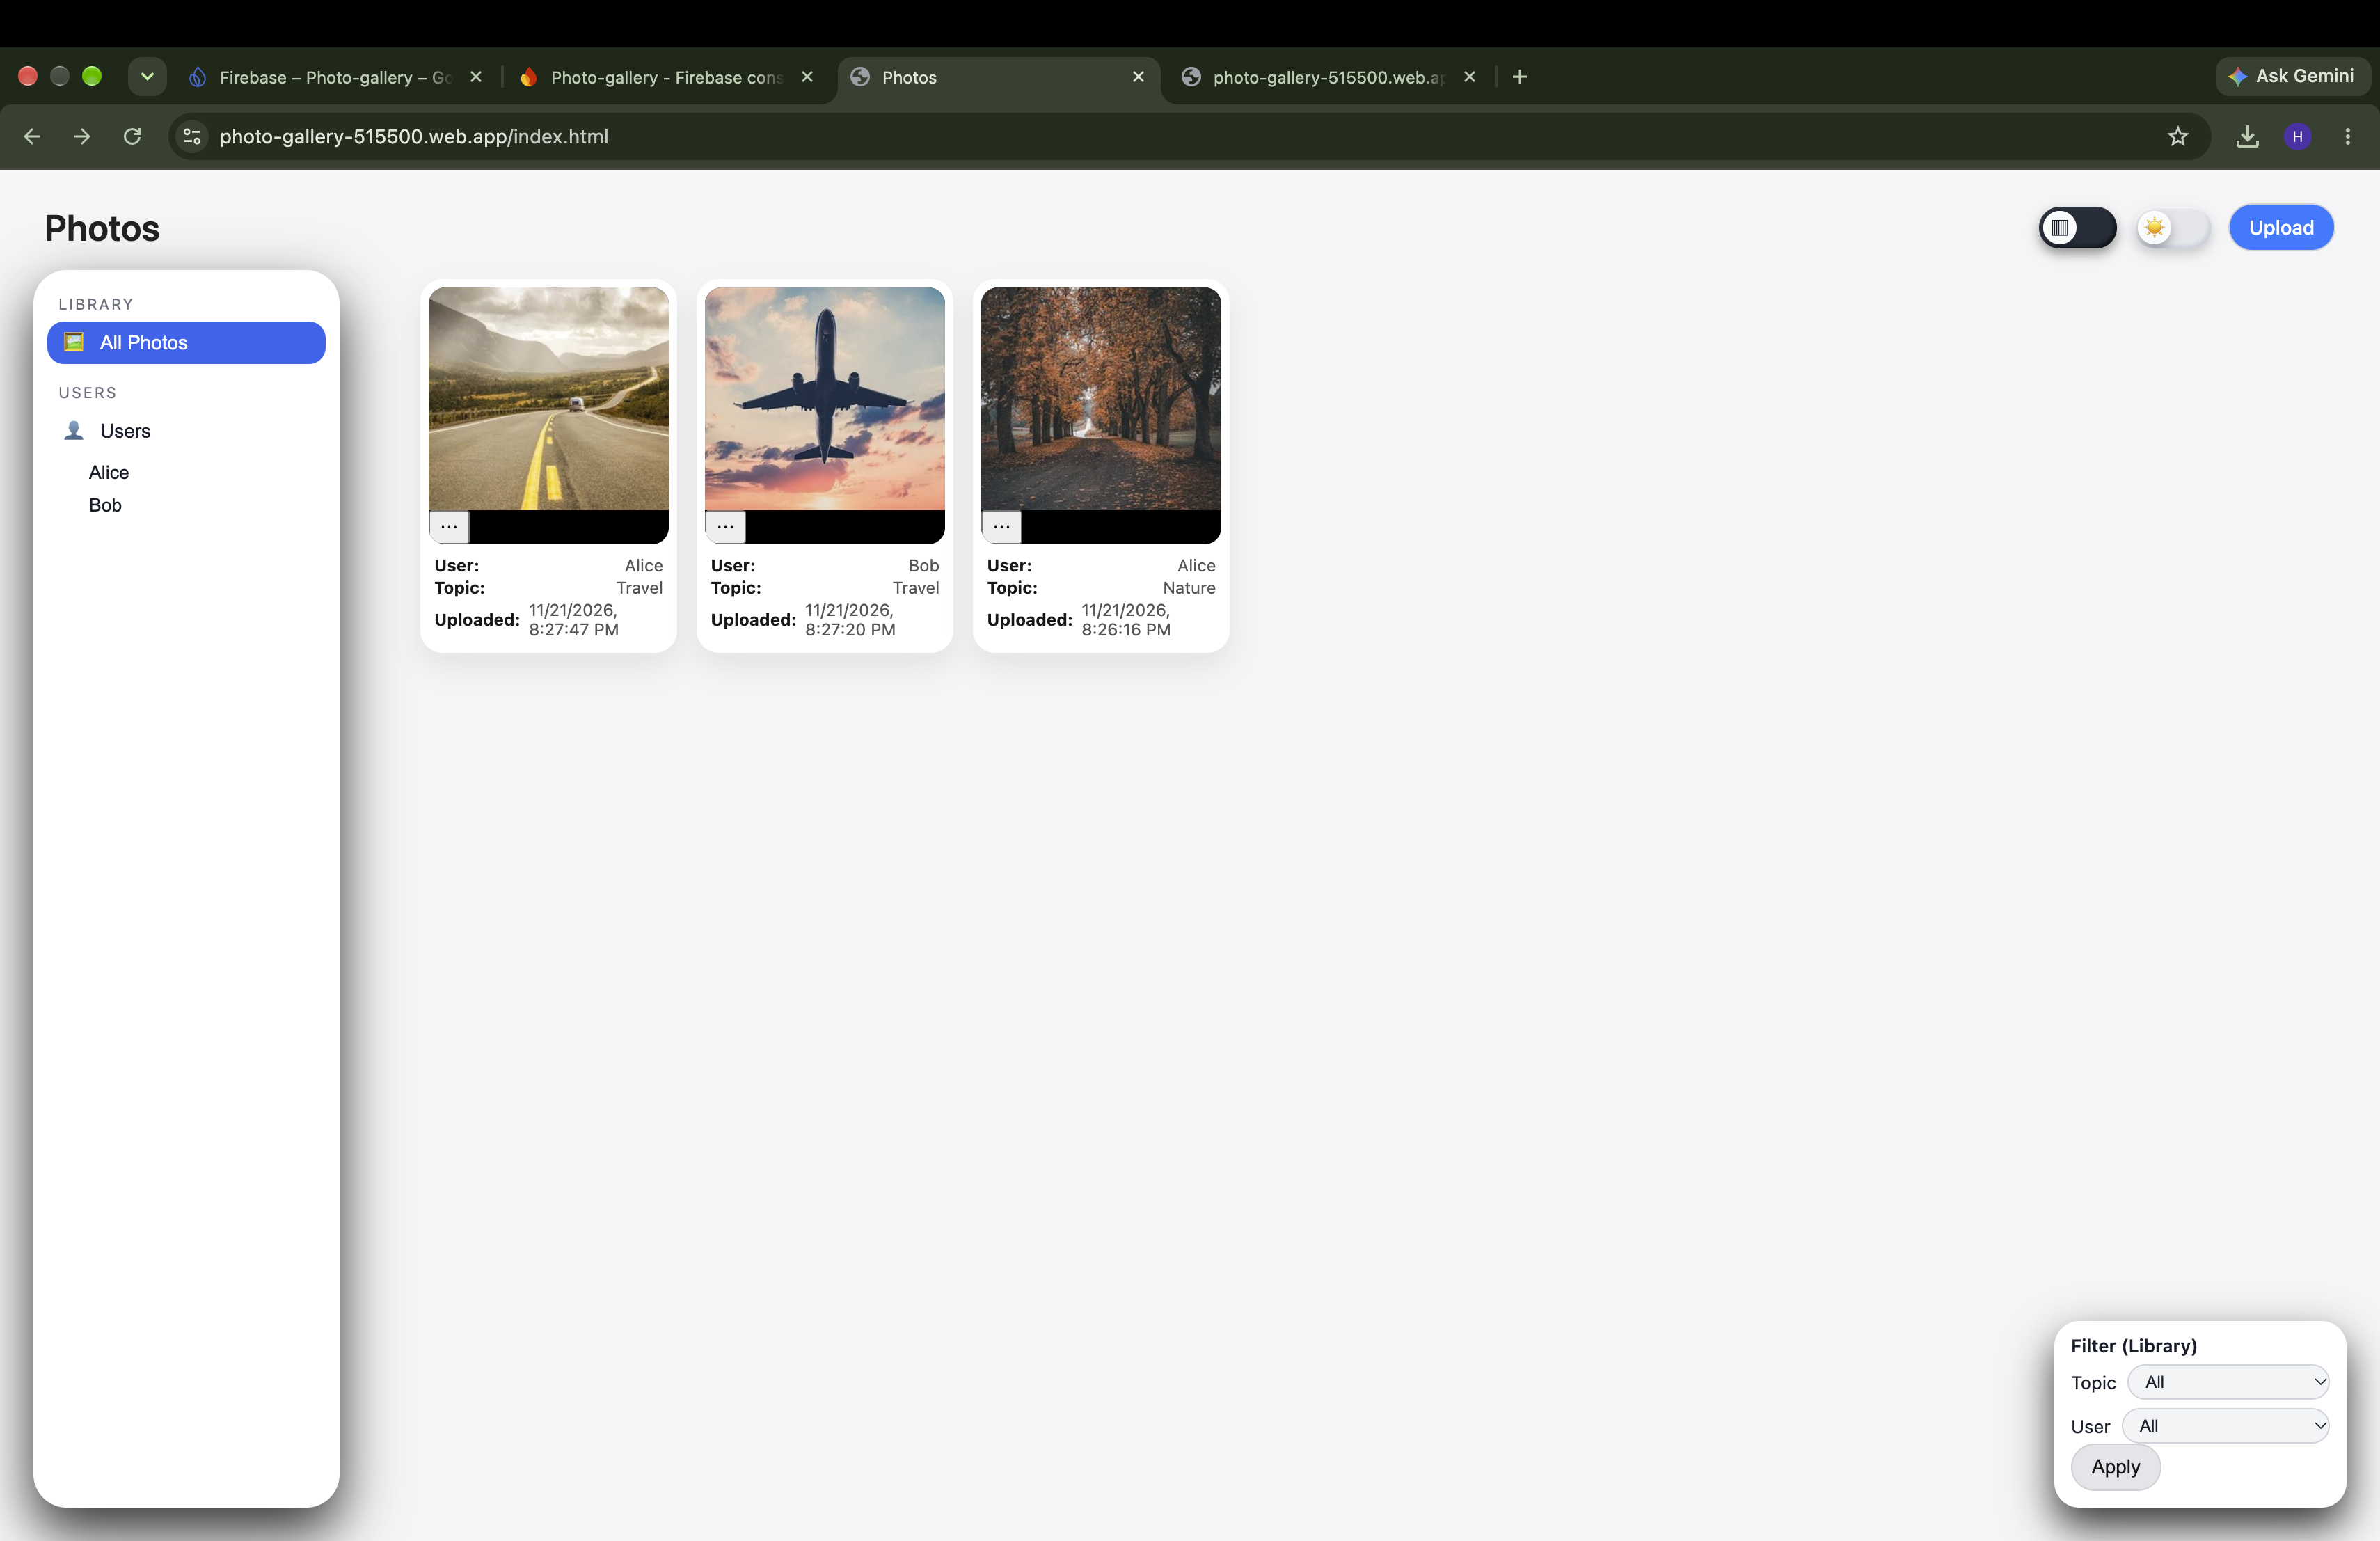 Firebase – Photo-gallery – Go
Photo-gallery - Firebase cons
Photos
photo-gallery-515500.web.ap
Ask Gemini
photo-gallery-515500.web.app/index.html
H
Photos
Upload
LIBRARY
All Photos
USERS
Users
Alice
Bob
...
User: Alice
Topic: Travel
Uploaded: 11/21/2026,
8:27:47 PM
...
User: Bob
Topic: Travel
Uploaded: 11/21/2026,
8:27:20 PM
...
User: Alice
Topic: Nature
Uploaded: 11/21/2026,
8:26:16 PM
Filter (Library)
Topic All
User All
Apply